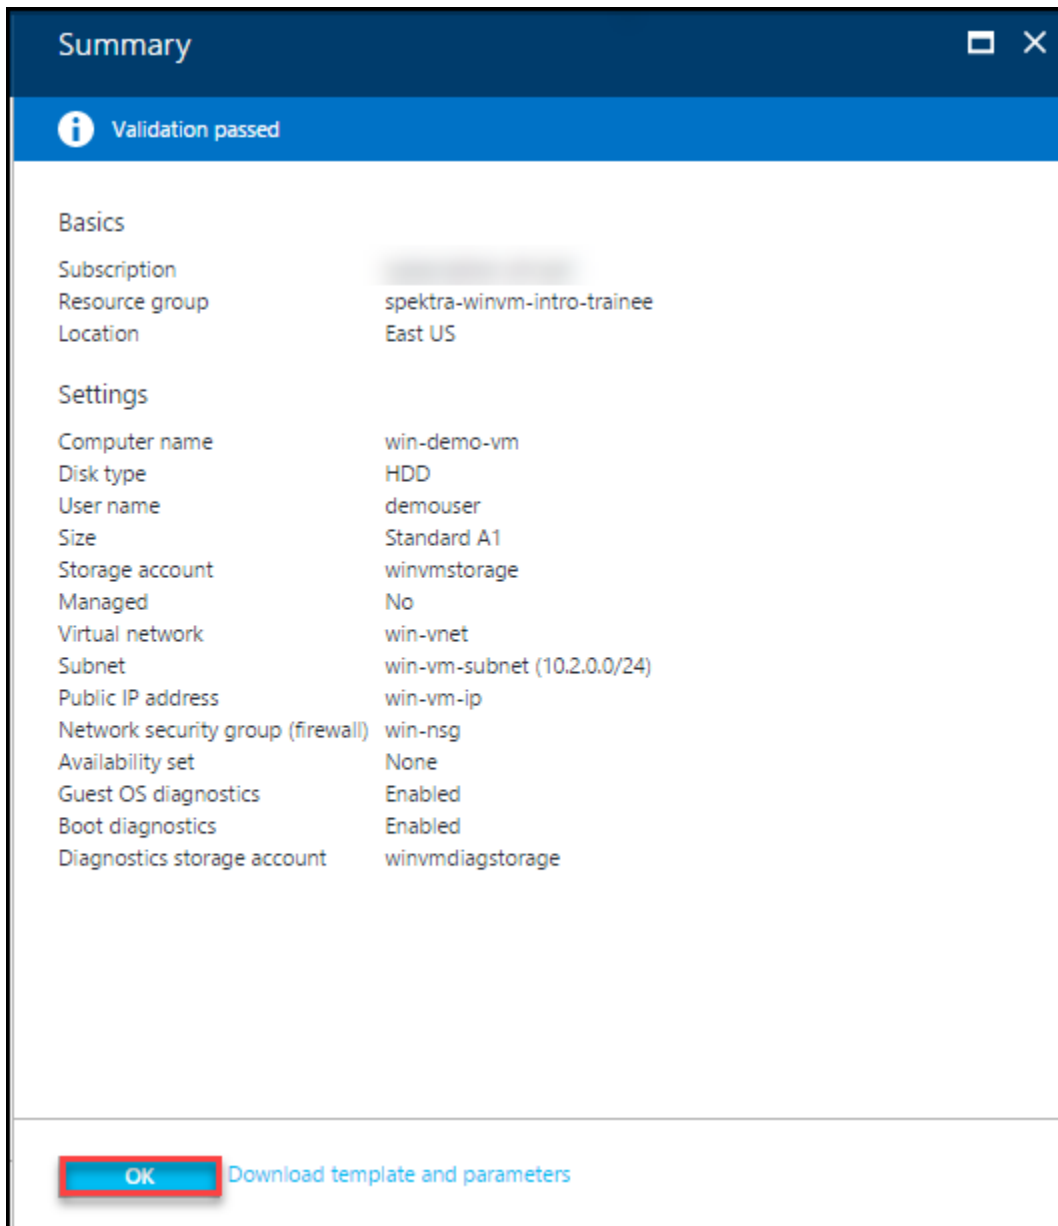 Summary
Validation passed
Basics
Subscription
Resource group spektra-winvm-intro-trainee
Location East US
Settings
Computer name win-demo-vm
Disk type HDD
User name demouser
Size Standard A1
Storage account winvmstorage
Managed No
Virtual network win-vnet
Subnet win-vm-subnet (10.2.0.0/24)
Public IP address win-vm-ip
Network security group (firewall) win-nsg
Availability set None
Guest OS diagnostics Enabled
Boot diagnostics Enabled
Diagnostics storage account winvmdiagstorage
OK Download template and parameters